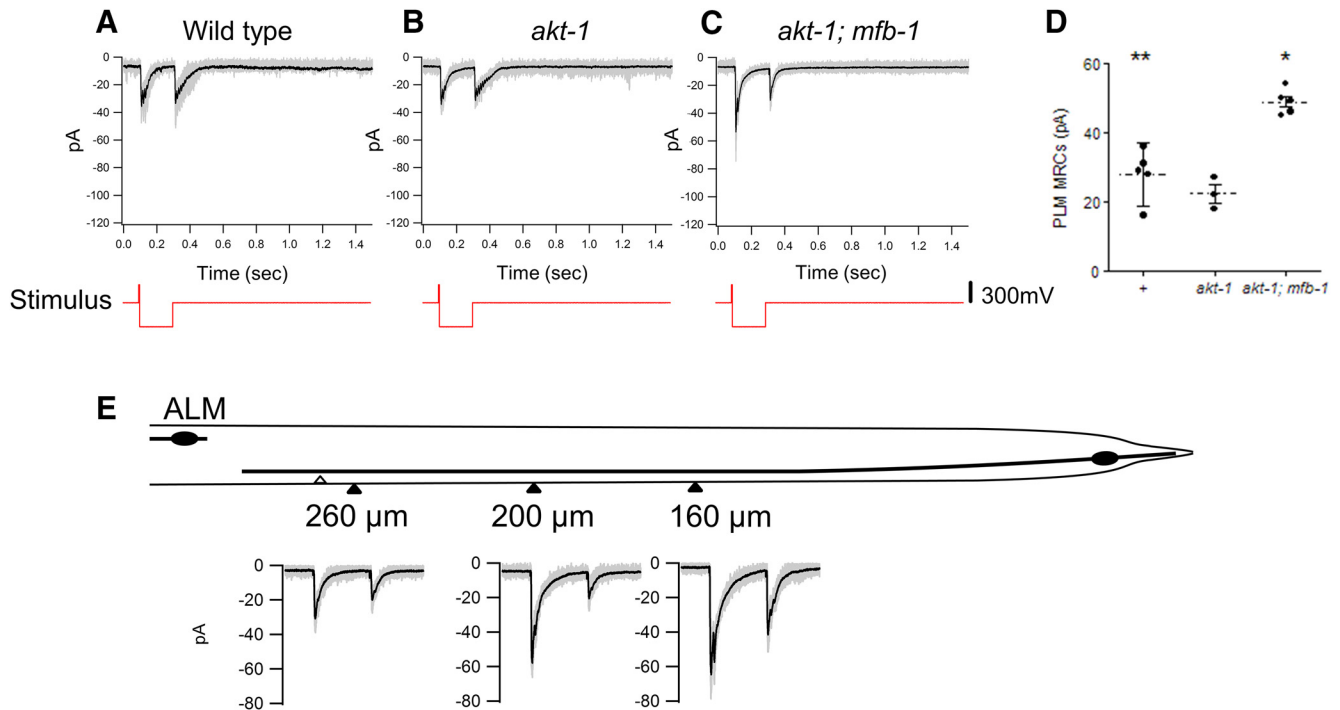 A Wild type
B akt-1
C akt-1; mfb-1
D
0
-20
-40
-60
-80
-100
-120
pA
0.0 0.2 0.4 0.6 0.8 1.0 1.2 1.4
Time (sec)
0
-20
-40
-60
-80
-100
-120
pA
0.0 0.2 0.4 0.6 0.8 1.0 1.2 1.4
Time (sec)
0
-20
-40
-60
-80
-100
-120
pA
0.0 0.2 0.4 0.6 0.8 1.0 1.2 1.4
Time (sec)
** *
60
40
20
0
PLM MRCs (pA)
+ akt-1 akt-1; mfb-1
Stimulus
300mV
E
ALM
260 µm 200 µm 160 µm
0
-20
-40
-60
-80
pA
0
-20
-40
-60
-80
0
-20
-40
-60
-80